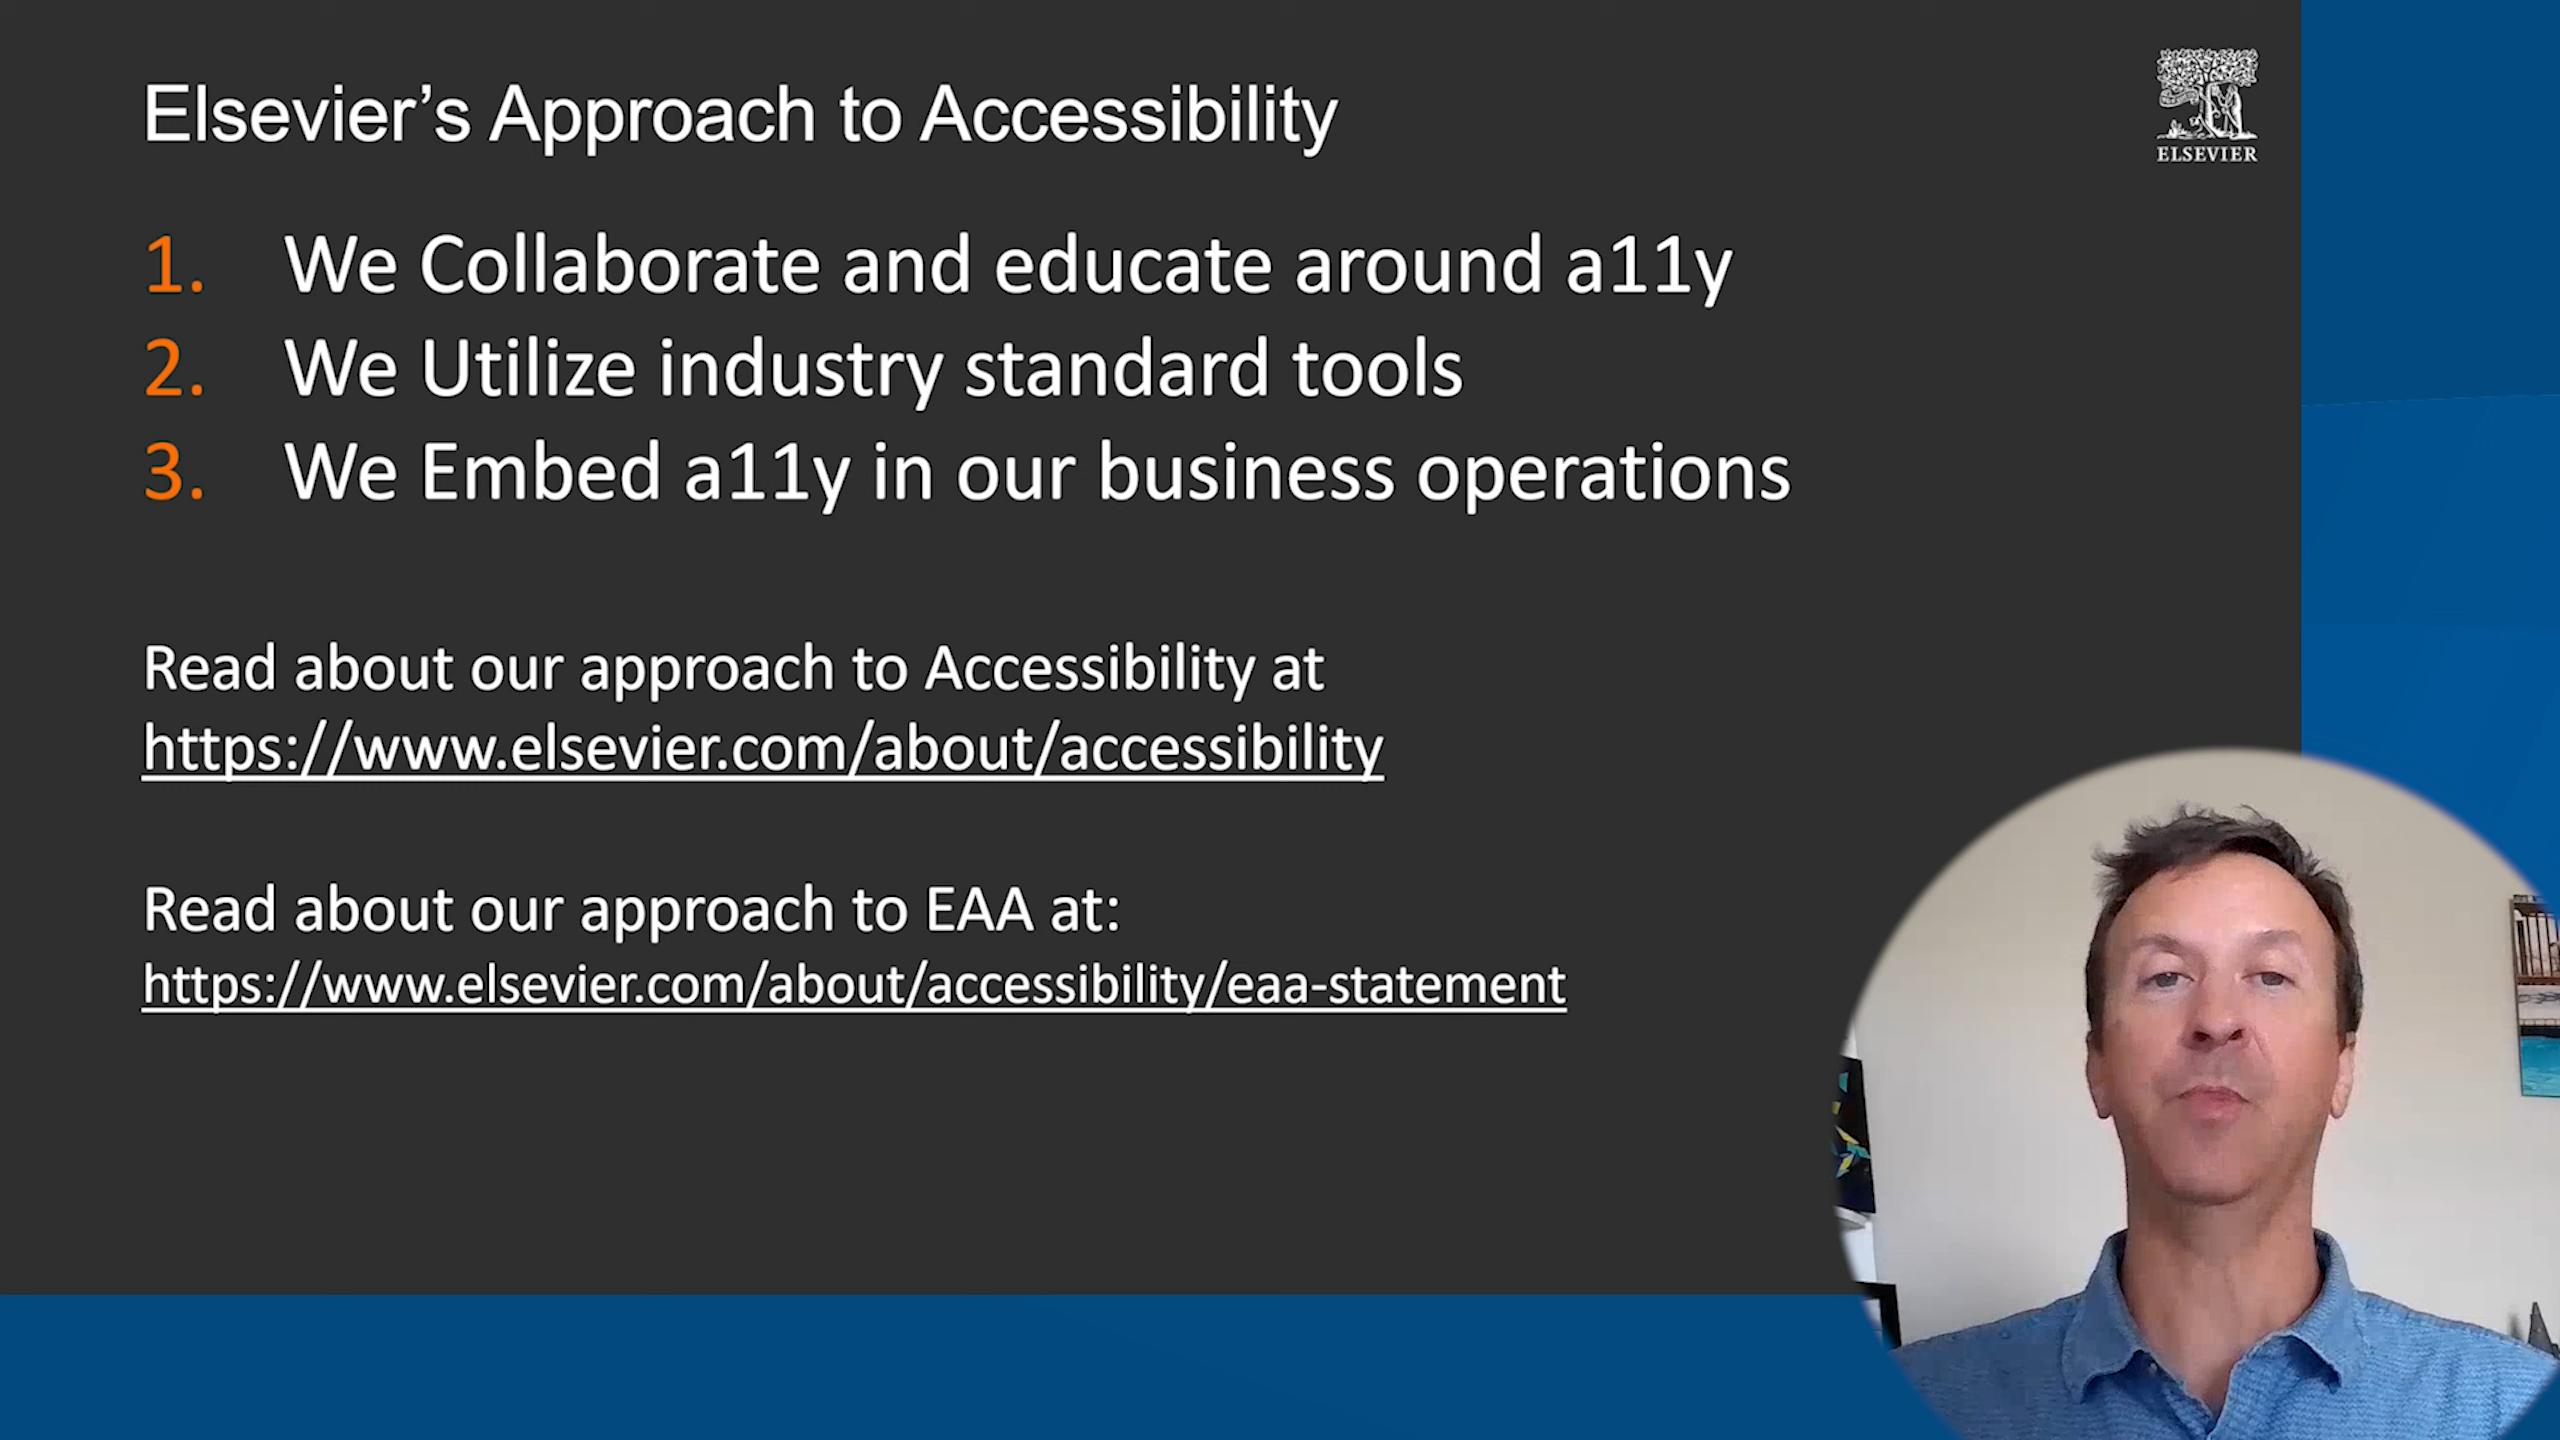 Elsevier’s Approach to Accessibility
ELSEVIER
1. We Collaborate and educate around a11y
2. We Utilize industry standard tools
3. We Embed a11y in our business operations
Read about our approach to Accessibility at
https://www.elsevier.com/about/accessibility
Read about our approach to EAA at:
https://www.elsevier.com/about/accessibility/eaa-statement